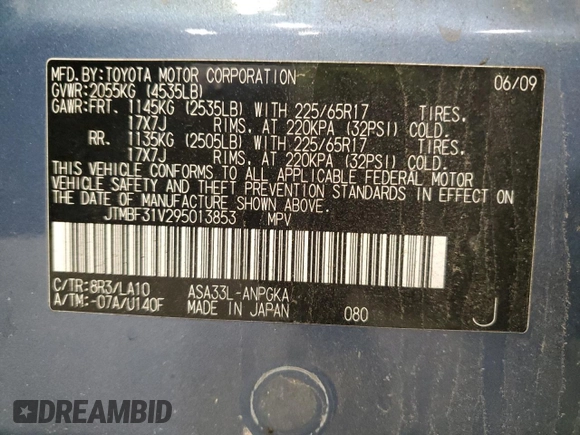 MFD.BY:TOYOTA MOTOR CORPORATION 06/09
GVWR:2055KG (4535LB)
GAWR:FRT. 1145KG (2535LB) WITH 225/65R17 TIRES,
17X7J RIMS, AT 220KPA (32PSI) COLD.
RR. 1135KG (2505LB) WITH 225/65R17 TIRES,
17X7J RIMS, AT 220KPA (32PSI) COLD.
THIS VEHICLE CONFORMS TO ALL APPLICABLE FEDERAL MOTOR
VEHICLE SAFETY AND THEFT PREVENTION STANDARDS IN EFFECT ON
THE DATE OF MANUFACTURE SHOWN ABOVE.
JTMBF31V295013853 MPV
C/TR:8R3/LA10 ASA33L-ANPGKA
A/TM:-07A/U140F MADE IN JAPAN 080 J
DREAMBID